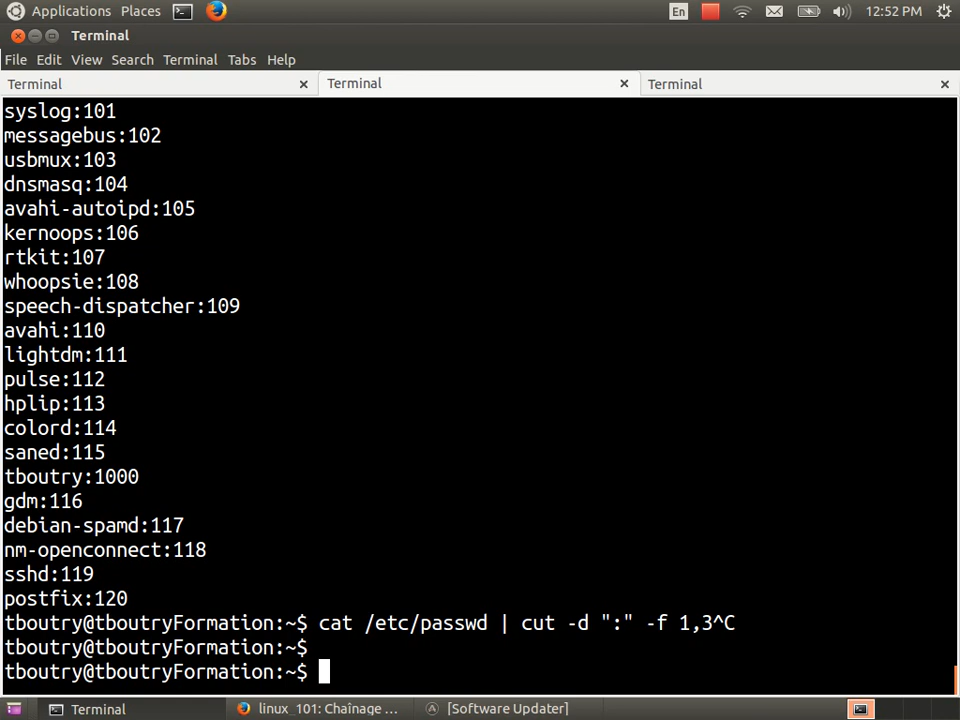 Applications Places En 12:52 PM
Terminal
File Edit View Search Terminal Tabs Help
Terminal Terminal Terminal
syslog:101
messagebus:102
usbmux:103
dnsmasq:104
avahi-autoipd:105
kernoops:106
rtkit:107
whoopsie:108
speech-dispatcher:109
avahi:110
lightdm:111
pulse:112
hplip:113
colord:114
saned:115
tboutry:1000
gdm:116
debian-spamd:117
nm-openconnect:118
sshd:119
postfix:120
tboutry@tboutryFormation:~$ cat /etc/passwd | cut -d ":" -f 1,3^C
tboutry@tboutryFormation:~$
tboutry@tboutryFormation:~$
Terminal linux_101: Chaînage ... [Software Updater]